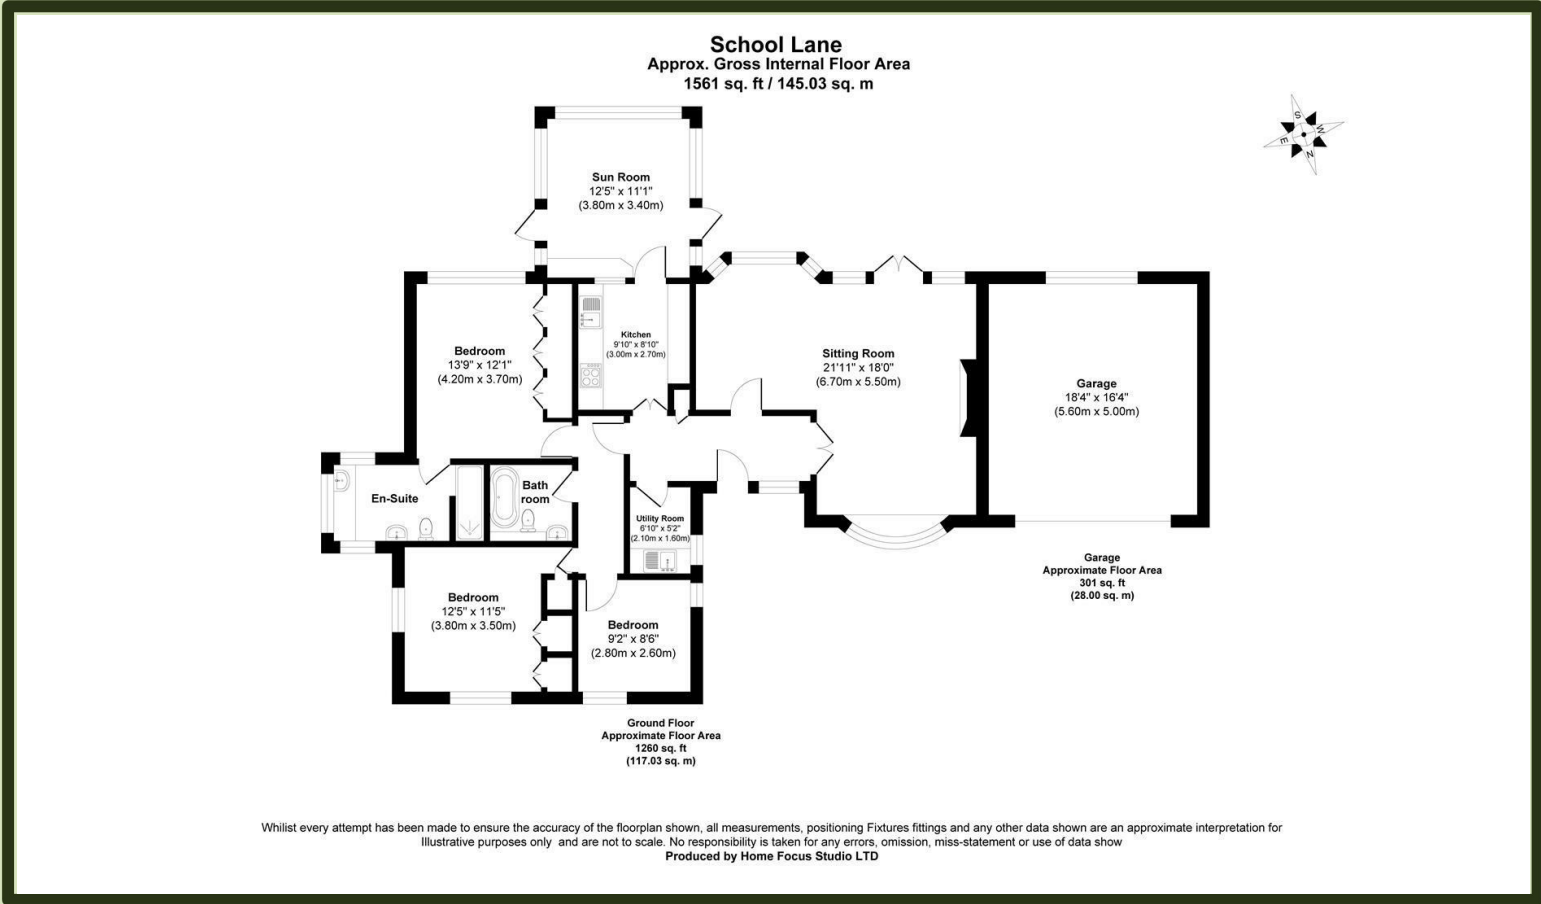 School Lane
Approx. Gross Internal Floor Area
1561 sq. ft / 145.03 sq. m
S
W
E
N
Sun Room
12'5" x 11'1"
(3.80m x 3.40m)
Kitchen
9'10" x 8'10"
(3.00m x 2.70m)
Bedroom
13'9" x 12'1"
(4.20m x 3.70m)
Sitting Room
21'11" x 18'0"
(6.70m x 5.50m)
Garage
18'4" x 16'4"
(5.60m x 5.00m)
En-Suite
Bath
room
Utility Room
6'10" x 5'2"
(2.10m x 1.60m)
Garage
Approximate Floor Area
301 sq. ft
(28.00 sq. m)
Bedroom
12'5" x 11'5"
(3.80m x 3.50m)
Bedroom
9'2" x 8'6"
(2.80m x 2.60m)
Ground Floor
Approximate Floor Area
1260 sq. ft
(117.03 sq. m)
Whilist every attempt has been made to ensure the accuracy of the floorplan shown, all measurements, positioning Fixtures fittings and any other data shown are an approximate interpretation for
Illustrative purposes only and are not to scale. No responsibility is taken for any errors, omission, miss-statement or use of data show
Produced by Home Focus Studio LTD